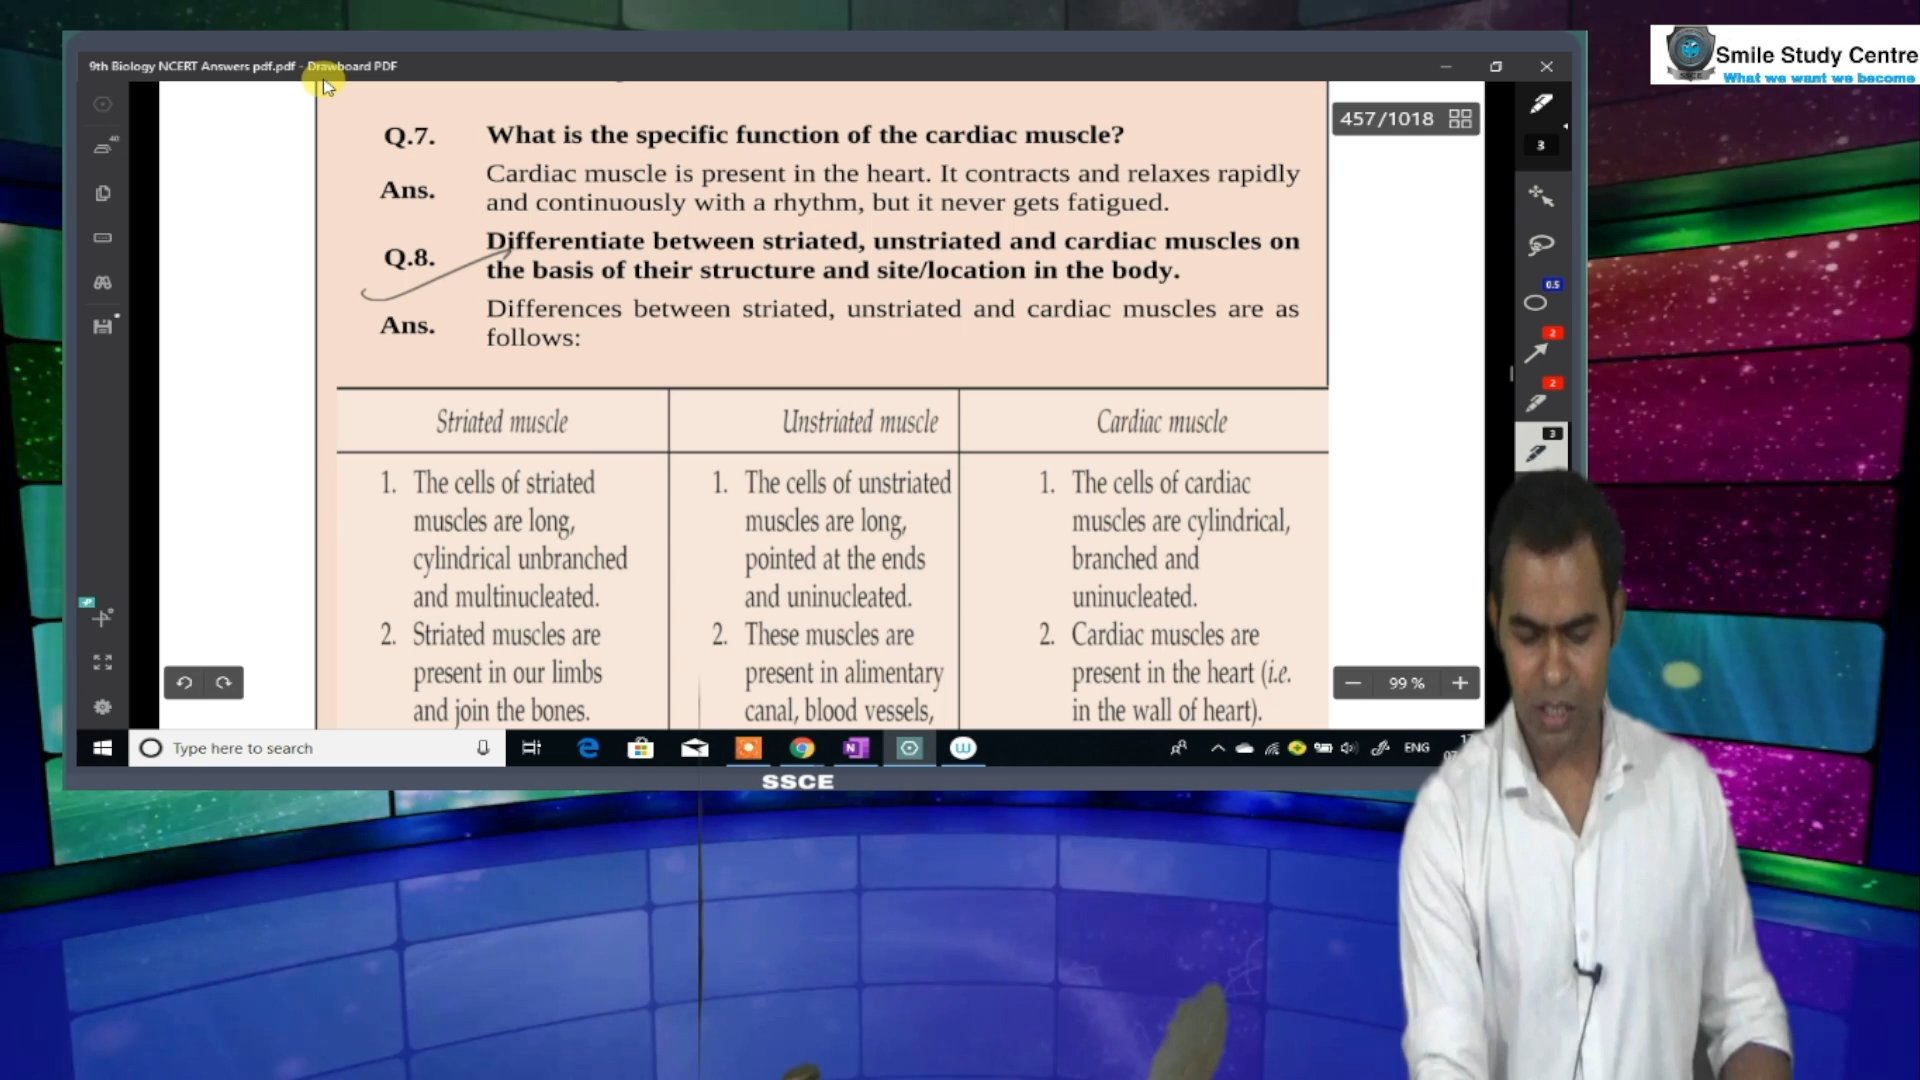 9th Biology NCERT Answers pdf.pdf - Drawboard PDF
Smile Study Centre
What we want we become
SSCE
457/1018
Q.7. What is the specific function of the cardiac muscle?
Ans. Cardiac muscle is present in the heart. It contracts and relaxes rapidly
and continuously with a rhythm, but it never gets fatigued.
Q.8. Differentiate between striated, unstriated and cardiac muscles on
the basis of their structure and site/location in the body.
Ans. Differences between striated, unstriated and cardiac muscles are as
follows:
Striated muscle
1. The cells of striated
muscles are long,
cylindrical unbranched
and multinucleated.
2. Striated muscles are
present in our limbs
and join the bones.
Unstriated muscle
1. The cells of unstriated
muscles are long,
pointed at the ends
and uninucleated.
2. These muscles are
present in alimentary
canal, blood vessels,
Cardiac muscle
1. The cells of cardiac
muscles are cylindrical,
branched and
uninucleated.
2. Cardiac muscles are
present in the heart (i.e.
in the wall of heart).
40
3
0.5
2
2
3
99 %
Type here to search
ENG
SSCE